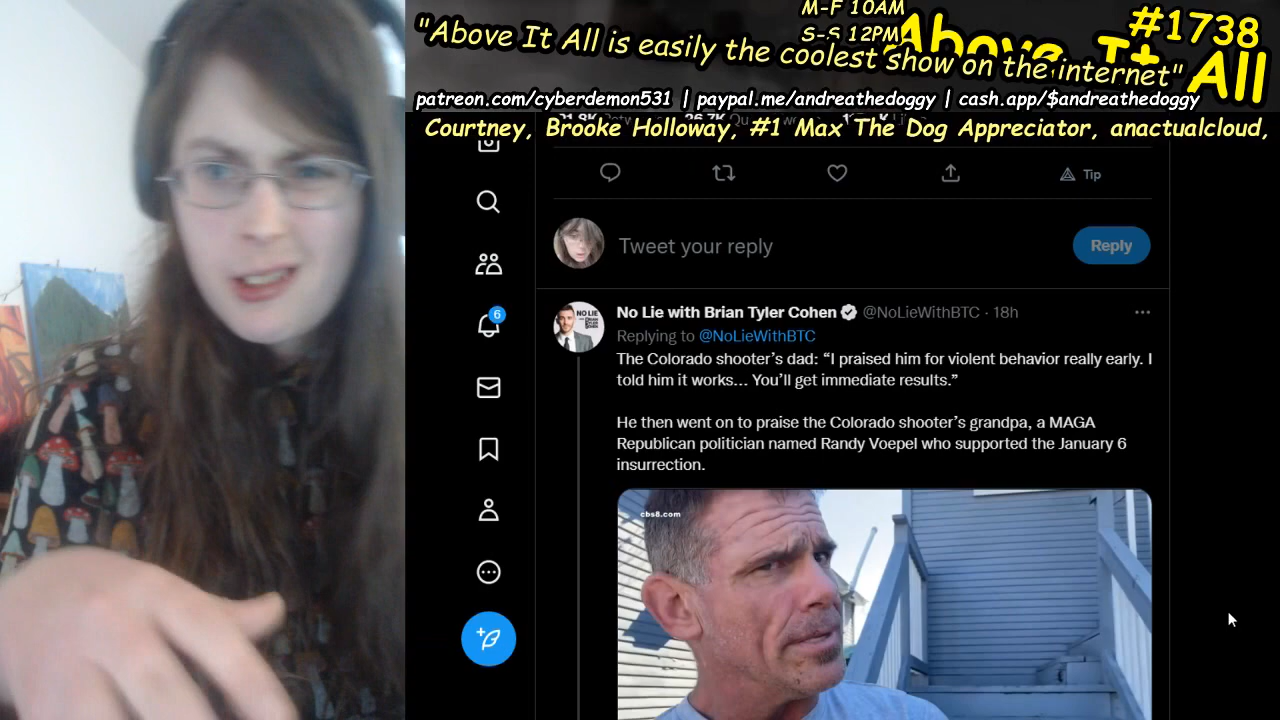 M-F 10AM
S-S 12PM
#1738
Above It All
"Above It All is easily the coolest show on the internet"
patreon.com/cyberdemon531 | paypal.me/andreathedoggy | cash.app/$andreathedoggy
Courtney, Brooke Holloway, #1 Max The Dog Appreciator, anactualcloud,
Tip
Tweet your reply
Reply
6
No Lie with Brian Tyler Cohen @NoLieWithBTC · 18h
Replying to @NoLieWithBTC
The Colorado shooter's dad: “I praised him for violent behavior really early. I
told him it works... You'll get immediate results.”
He then went on to praise the Colorado shooter's grandpa, a MAGA
Republican politician named Randy Voepel who supported the January 6
insurrection.
cbs8.com
NO LIE